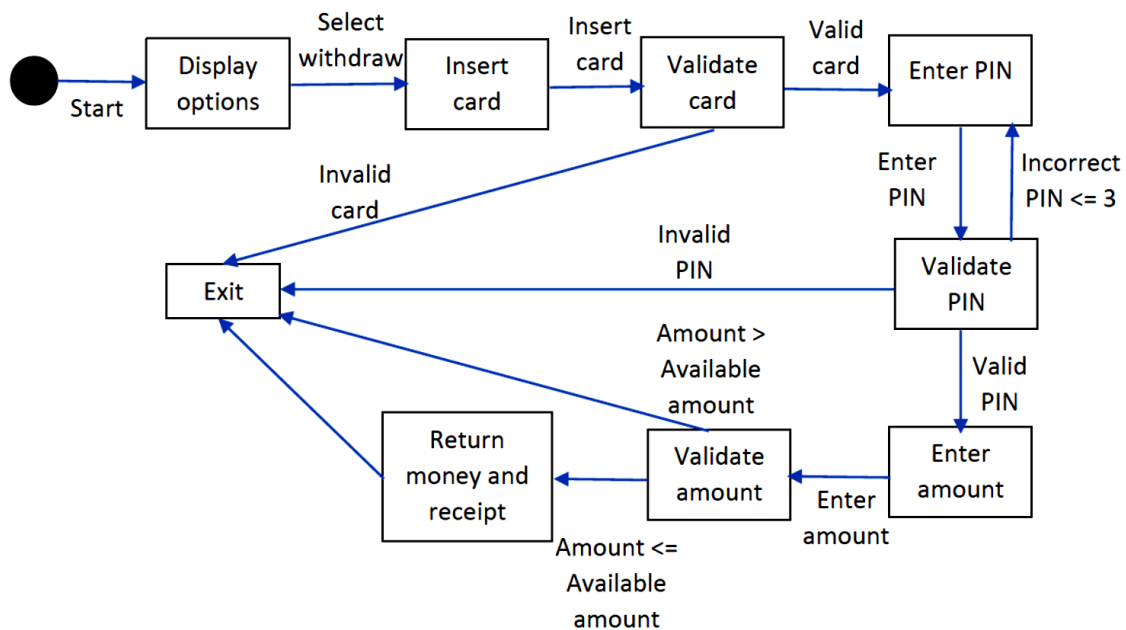 Start
Display
options
Select
withdraw
Insert
card
Insert
card
Validate
card
Valid
card
Enter PIN
Enter
PIN
Incorrect
PIN <= 3
Invalid
card
Invalid
PIN
Exit
Validate
PIN
Valid
PIN
Amount >
Available
amount
Return
money and
receipt
Validate
amount
Enter
amount
Enter
amount
Amount <=
Available
amount